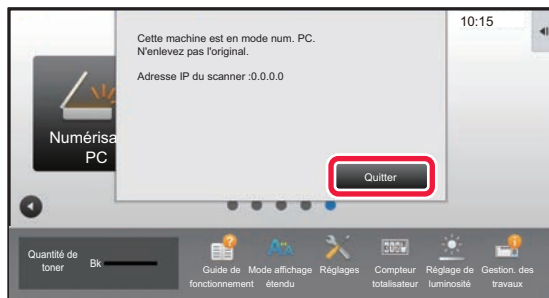 10:15
Cette machine est en mode num. PC.
N'enlevez pas l'original.
Adresse IP du scanner :0.0.0.0
PC
Quitter
Quantité de
toner
Bk
Guide de
fonctionnement
Mode affichage
étendu
Réglages
Compteur
totalisateur
Réglage de
luminosité
Gestion. des
travaux